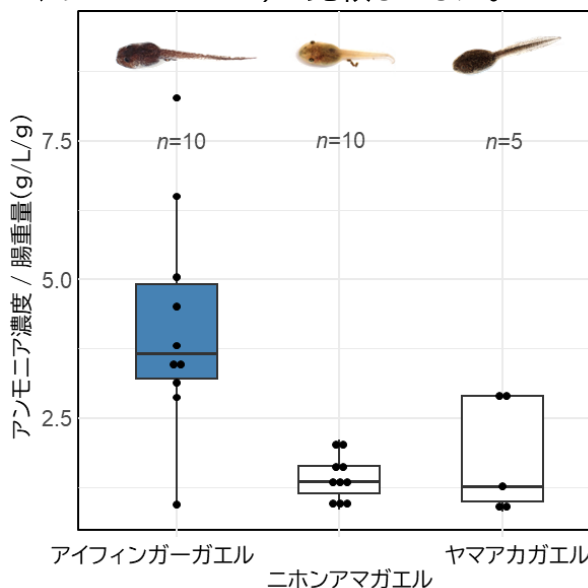 7.5
5.0
2.5
n=10
n=10
n=5
アンモニア濃度 / 腸重量(g/L/g)
アイフィンガーガエル
ニホンアマガエル
ヤマアカガエル